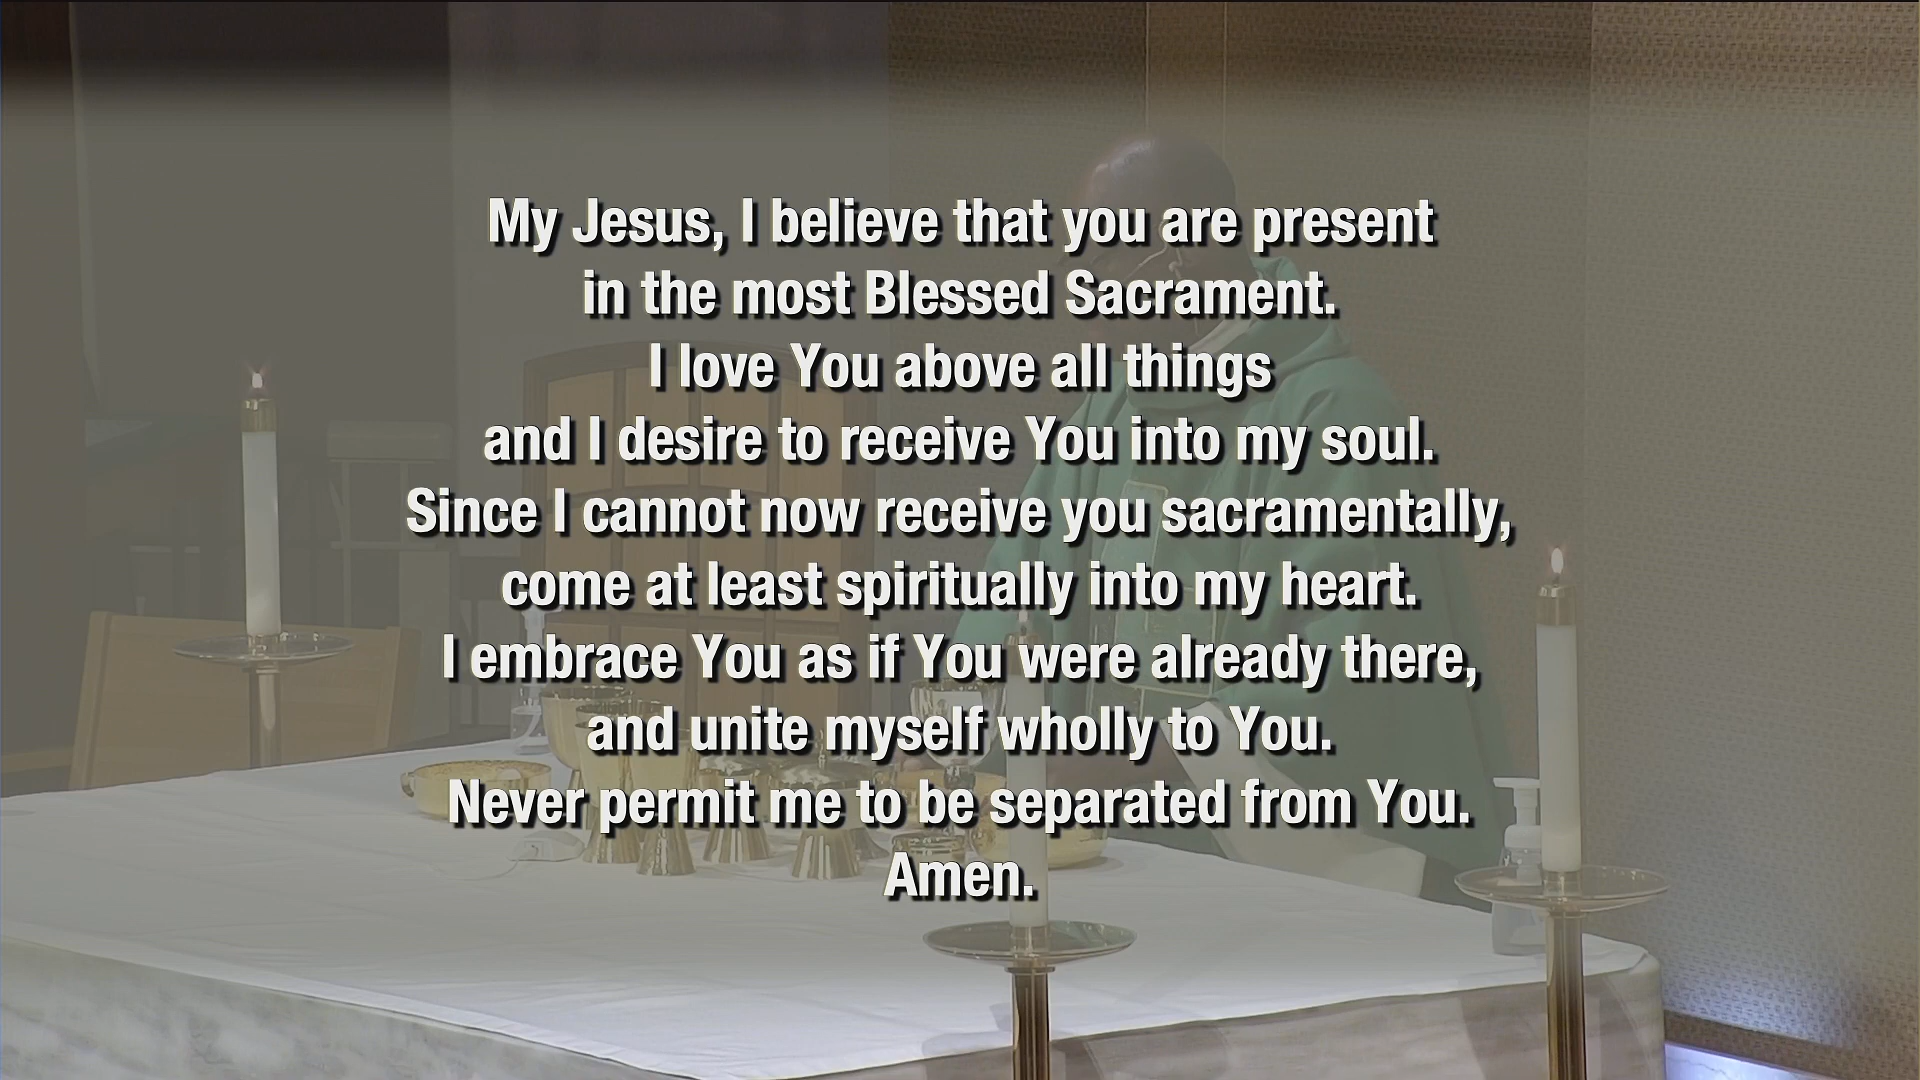 My Jesus, I believe that you are present
in the most Blessed Sacrament.
I love You above all things
and I desire to receive You into my soul.
Since I cannot now receive you sacramentally,
come at least spiritually into my heart.
I embrace You as if You were already there,
and unite myself wholly to You.
Never permit me to be separated from You.
Amen.